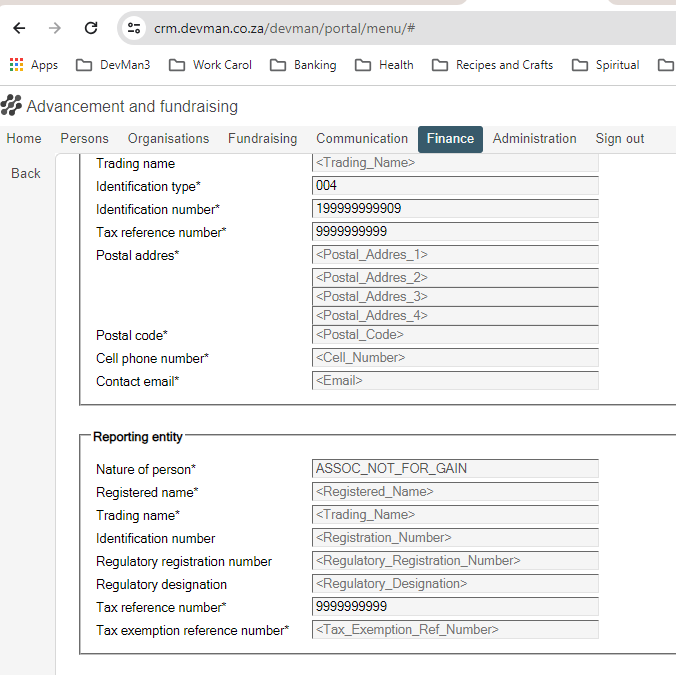 crm.devman.co.za/devman/portal/menu/#
Apps DevMan3 Work Carol Banking Health Recipes and Crafts Spiritual
Advancement and fundraising
Home Persons Organisations Fundraising Communication Finance Administration Sign out
Back
Trading name <Trading_Name>
Identification type* 004
Identification number* 199999999909
Tax reference number* 9999999999
Postal addres* <Postal_Addres_1>
<Postal_Addres_2>
<Postal_Addres_3>
<Postal_Addres_4>
Postal code* <Postal_Code>
Cell phone number* <Cell_Number>
Contact email* <Email>
Reporting entity
Nature of person* ASSOC_NOT_FOR_GAIN
Registered name* <Registered_Name>
Trading name* <Trading_Name>
Identification number <Registration_Number>
Regulatory registration number <Regulatory_Registration_Number>
Regulatory designation <Regulatory_Designation>
Tax reference number* 9999999999
Tax exemption reference number* <Tax_Exemption_Ref_Number>